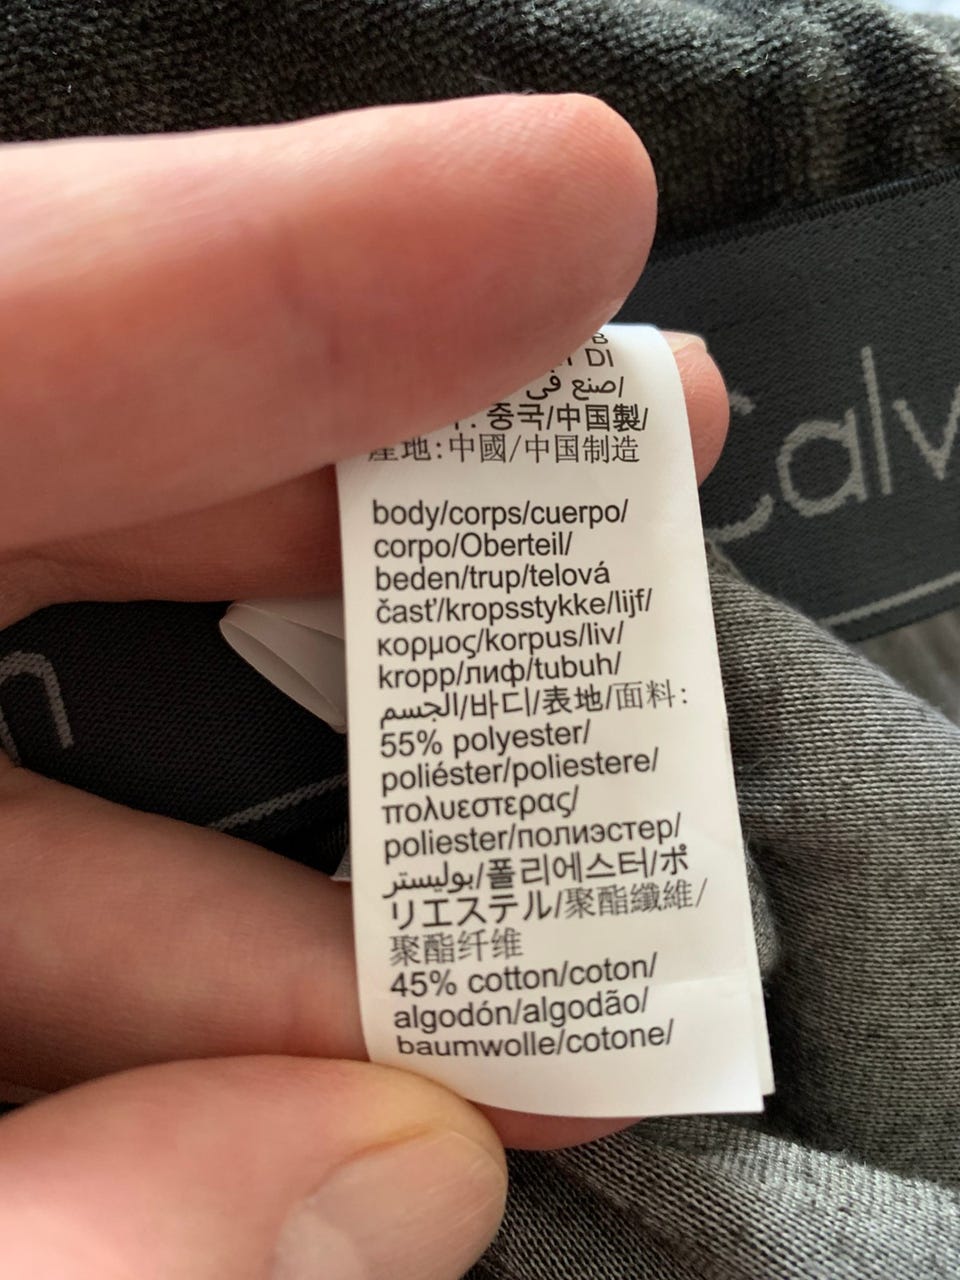 DI
صنع في/
중국/中国製/
産地:中國/中国制造
body/corps/cuerpo/
corpo/Oberteil/
beden/trup/telová
časť/kropsstykke/lijf/
κορμος/korpus/liv/
kropp/лиф/tubuh/
الجسم/바디/表地/面料:
55% polyester/
poliéster/poliestere/
πολυεστερας/
poliester/полиэстер/
بوليستر/폴리에스터/ポ
リエステル/聚酯纖維/
聚酯纤维
45% cotton/coton/
algodón/algodão/
baumwolle/cotone/
Calv
n